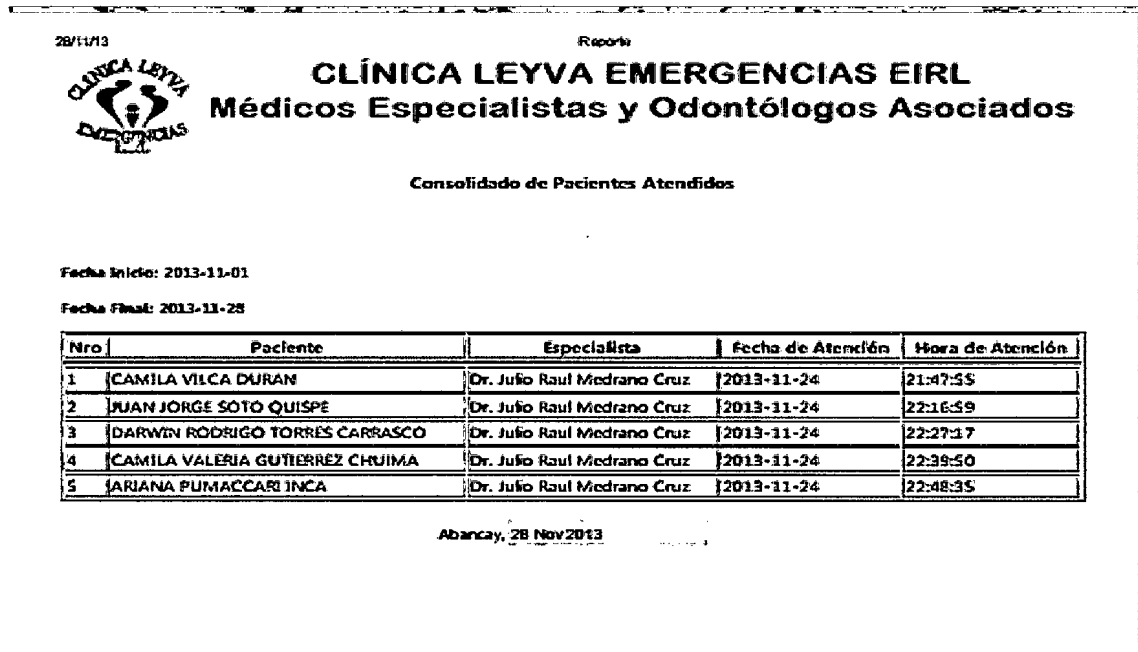 28/11/13
Reporte
CLÍNICA LEYVA
EMERGENCIAS
CLÍNICA LEYVA EMERGENCIAS EIRL
Médicos Especialistas y Odontólogos Asociados
Consolidado de Pacientes Atendidos
Fecha Inicio: 2013-11-01
Fecha Final: 2013-11-28
Nro Paciente Especialista Fecha de Atención Hora de Atención
1 CAMILA VILCA DURAN Dr. Julio Raul Medrano Cruz 2013-11-24 21:47:55
2 JUAN JORGE SOTO QUISPE Dr. Julio Raul Medrano Cruz 2013-11-24 22:16:59
3 DARWIN RODRIGO TORRES CARRASCO Dr. Julio Raul Medrano Cruz 2013-11-24 22:27:17
4 CAMILA VALERIA GUTIERREZ CHUIMA Dr. Julio Raul Medrano Cruz 2013-11-24 22:39:50
5 ARIANA PUMACCARI INCA Dr. Julio Raul Medrano Cruz 2013-11-24 22:48:35
Abancay, 28 Nov 2013